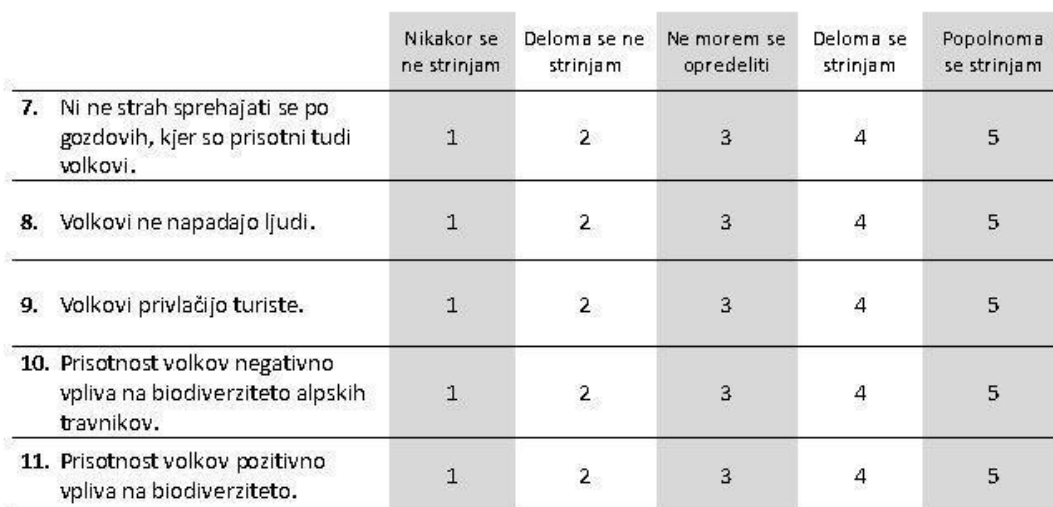 Nikakor se ne strinjam
Deloma se ne strinjam
Ne morem se opredeliti
Deloma se strinjam
Popolnoma se strinjam
7. Ni ne strah sprehajati se po
gozdovih, kjer so prisotni tudi
volkovi.
1 2 3 4 5
8. Volkovi ne napadajo ljudi.
1 2 3 4 5
9. Volkovi privlačijo turiste.
1 2 3 4 5
10. Prisotnost volkov negativno
vpliva na biodiverziteto alpskih
travnikov.
1 2 3 4 5
11. Prisotnost volkov pozitivno
vpliva na biodiverziteto.
1 2 3 4 5